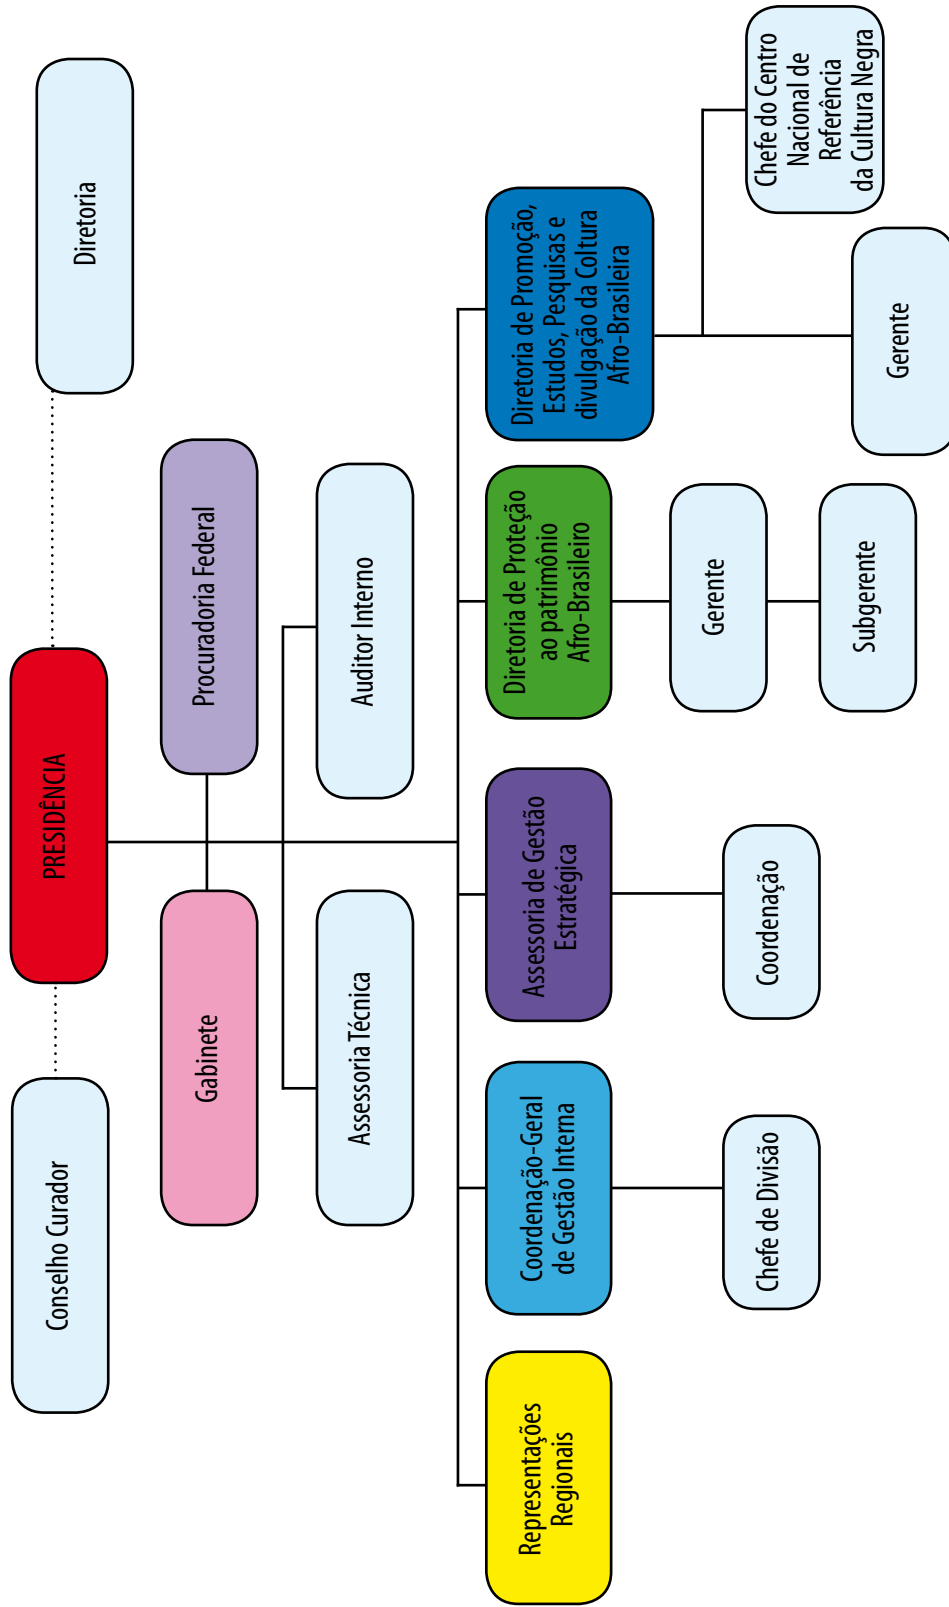 Conselho Curador
PRESIDÊNCIA
Diretoria
Gabinete
Procuradoria Federal
Assessoria Técnica
Auditor Interno
Representações
Regionais
Coordenação-Geral
de Gestão Interna
Assessoria de Gestão
Estratégica
Diretoria de Proteção
ao patrimônio
Afro-Brasileiro
Diretoria de Promoção,
Estudos, Pesquisas e
divulgação da Coltura
Afro-Brasileira
Chefe de Divisão
Coordenação
Gerente
Subgerente
Gerente
Chefe do Centro
Nacional de
Referência
da Cultura Negra